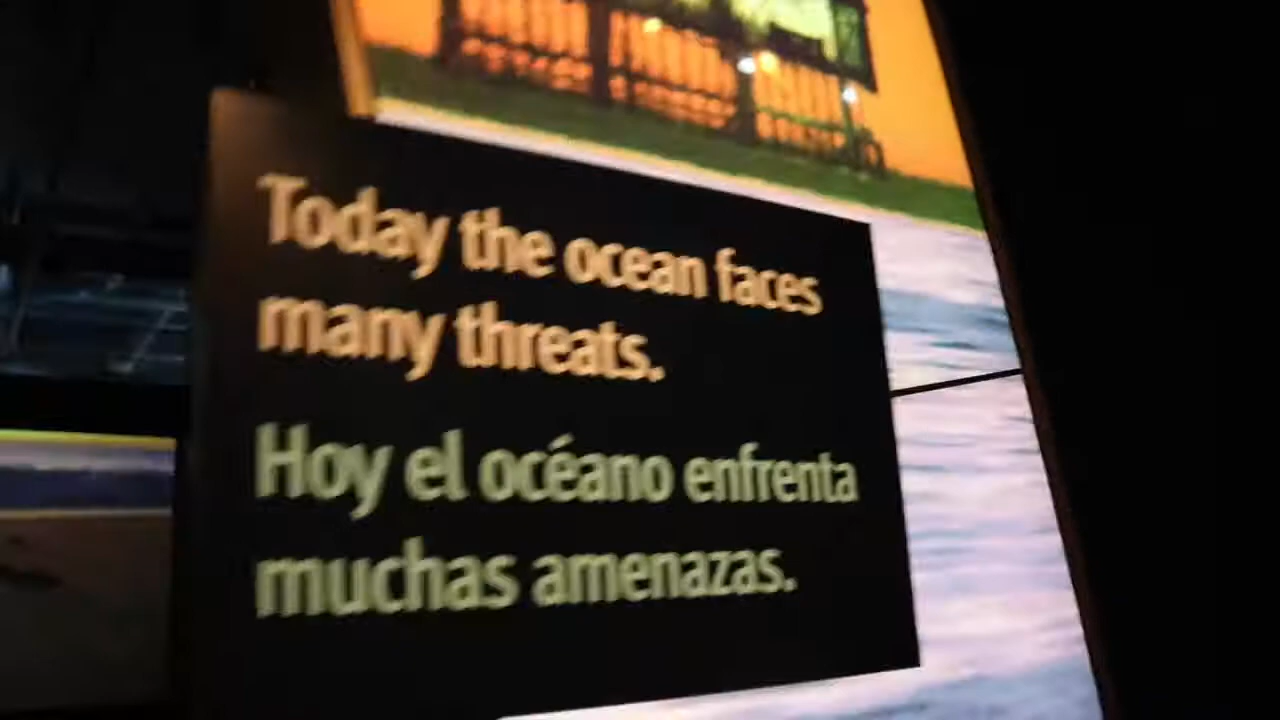 Today the ocean faces
many threats.
Hoy el océano enfrenta
muchas amenazas.